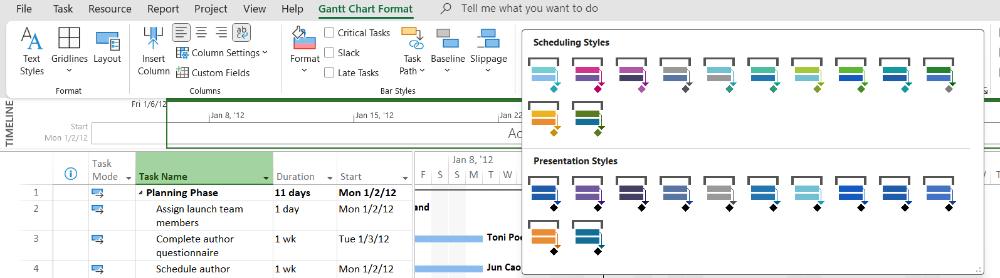 File Task Resource Report Project View Help Gantt Chart Format Tell me what you want to do
Text Styles
Gridlines
Layout
Format
Insert Column
ab
c
Column Settings
Custom Fields
Columns
Format
Critical Tasks
Slack
Late Tasks
Task Path
Baseline
Slippage
Bar Styles
Scheduling Styles
Presentation Styles
TIMELINE
Fri 1/6/12
Jan 8, '12 Jan 15, '12 Jan 22
Start
Mon 1/2/12
Task Mode Task Name Duration Start
Jan 8, '12
F S S M T W
1 Planning Phase 11 days Mon 1/2/12
2 Assign launch team members 1 day Mon 1/2/12
and
3 Complete author questionnaire 1 wk Tue 1/3/12
4 Schedule author 1 wk Mon 1/2/12 Jun Cao